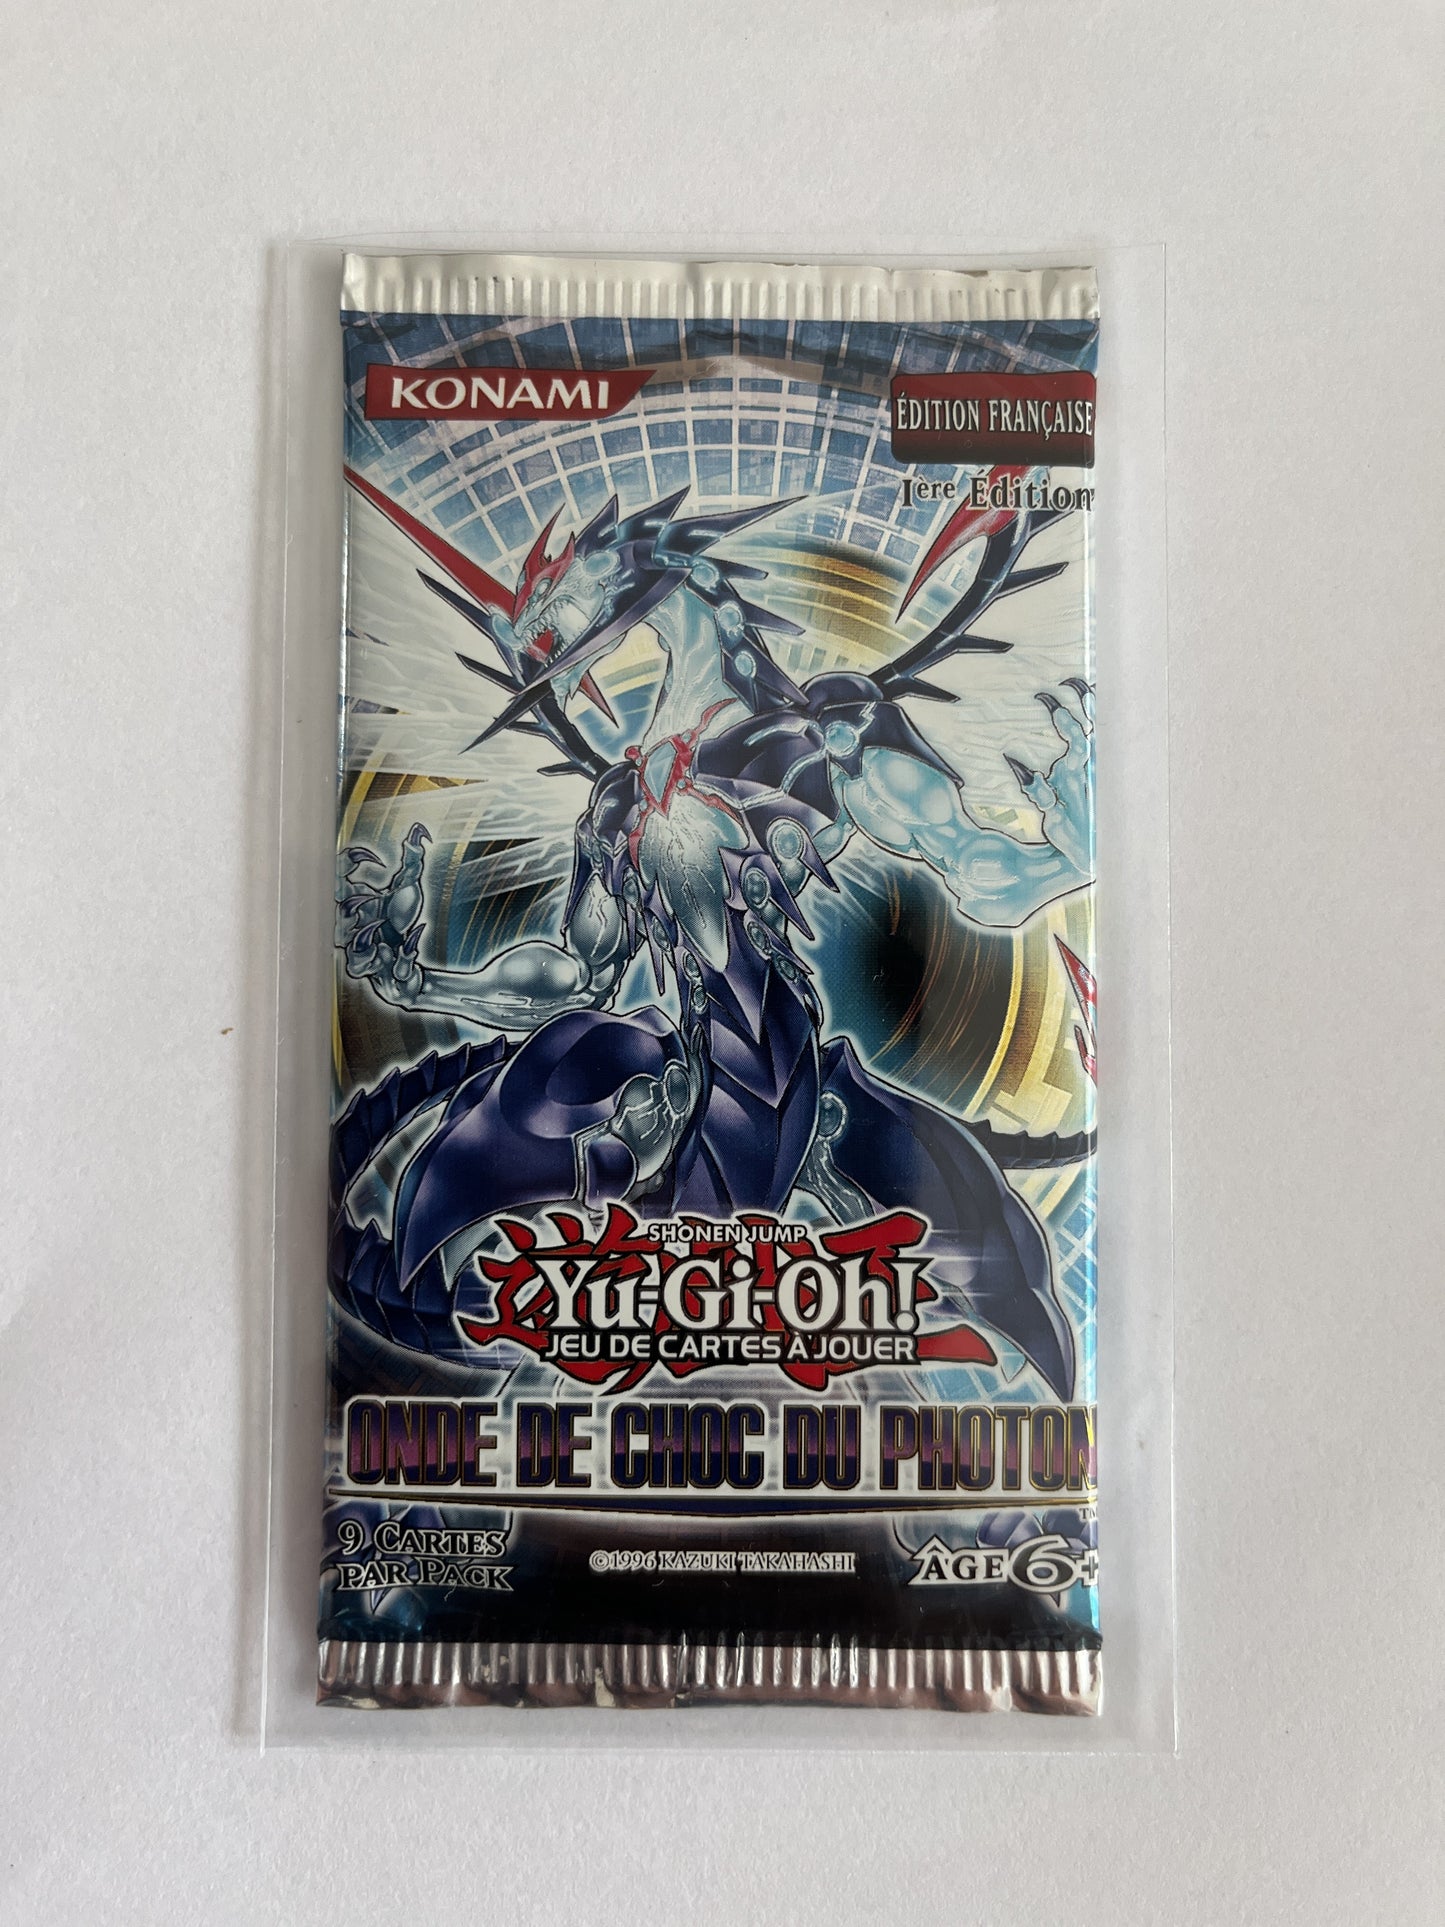 KONAMI
ÉDITION FRANÇAISE
1ère Édition
SHONEN JUMP
Yu-Gi-Oh!
JEU DE CARTES À JOUER
ONDE DE CHOC DU PHOTON
TM
9 CARTES
PAR PACK
©1996 KAZUKI TAKAHASHI
ÂGE 6+